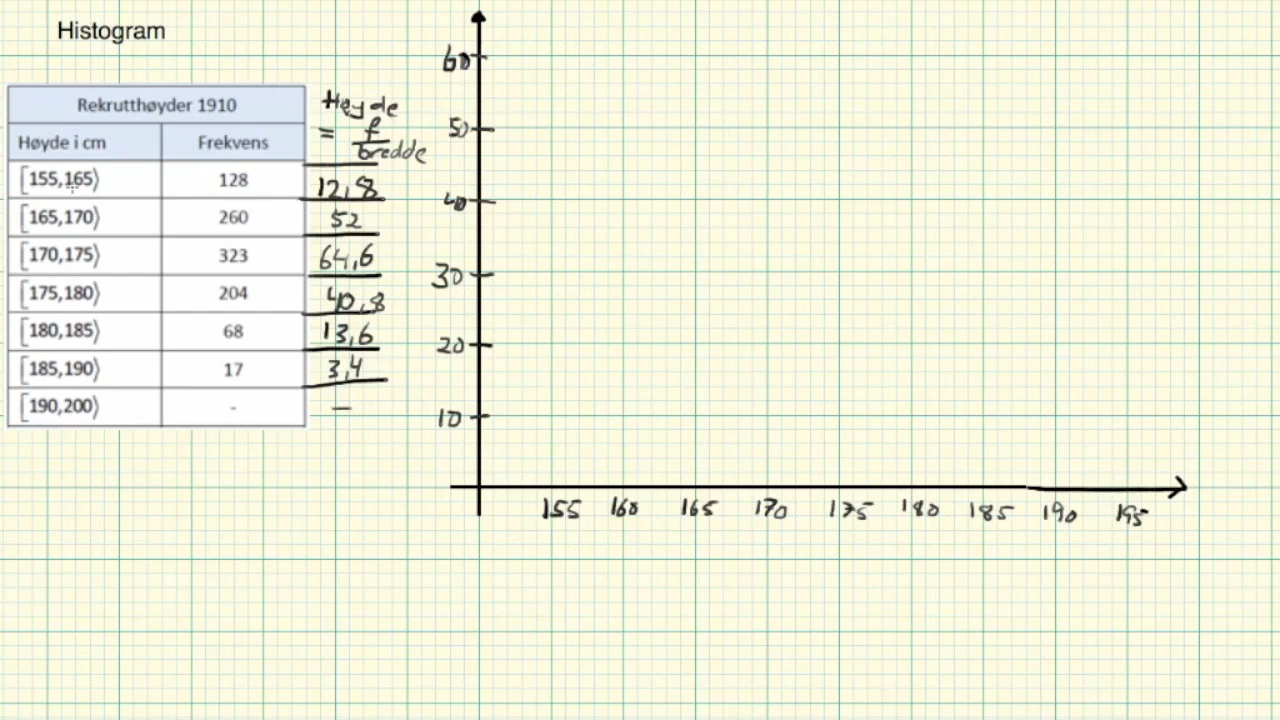 Histogram
Rekrutthøyder 1910
Høyde i cm Frekvens
Høyde
= f
bredde
[155,165⟩ 128 12,8
[165,170⟩ 260 52
[170,175⟩ 323 64,6
[175,180⟩ 204 40,8
[180,185⟩ 68 13,6
[185,190⟩ 17 3,4
[190,200⟩ - —
60
50
40
30
20
10
155 160 165 170 175 180 185 190 195